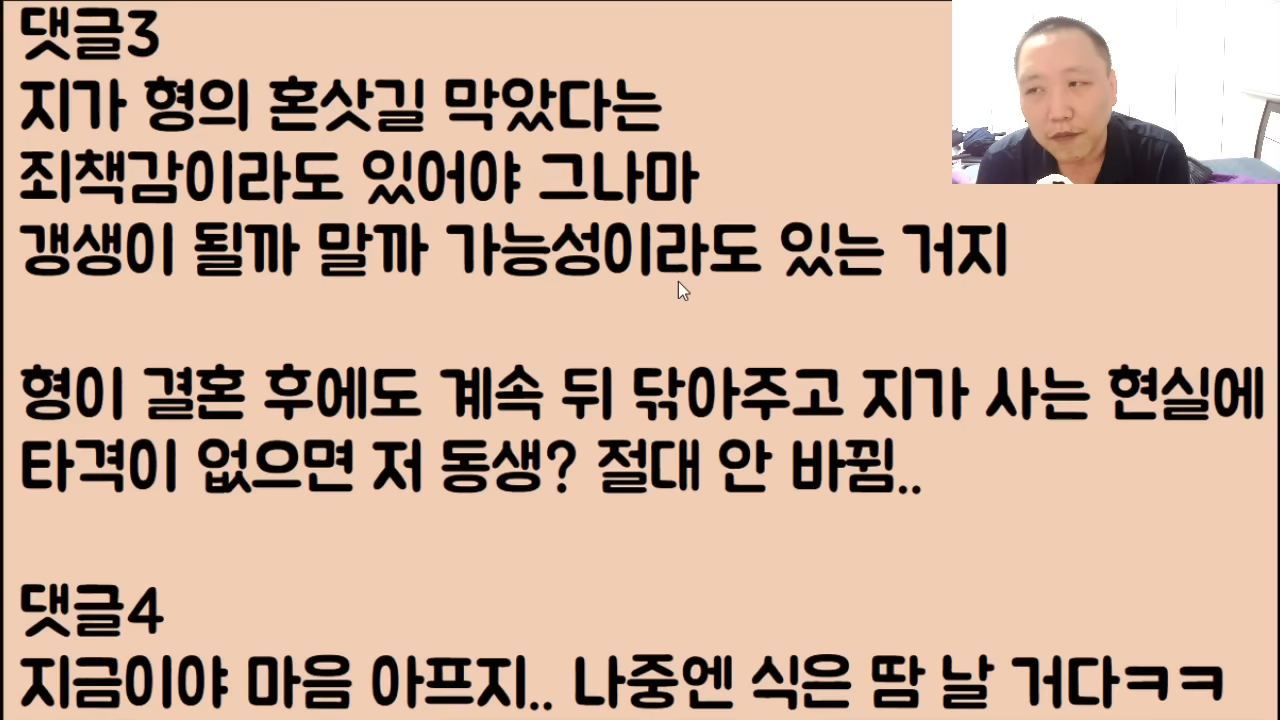 댓글3
지가 형의 혼삿길 막았다는
죄책감이라도 있어야 그나마
갱생이 될까 말까 가능성이라도 있는 거지
형이 결혼 후에도 계속 뒤 닦아주고 지가 사는 현실에
타격이 없으면 저 동생? 절대 안 바뀜..
댓글4
지금이야 마음 아프지.. 나중엔 식은 땀 날 거다ㅋㅋ